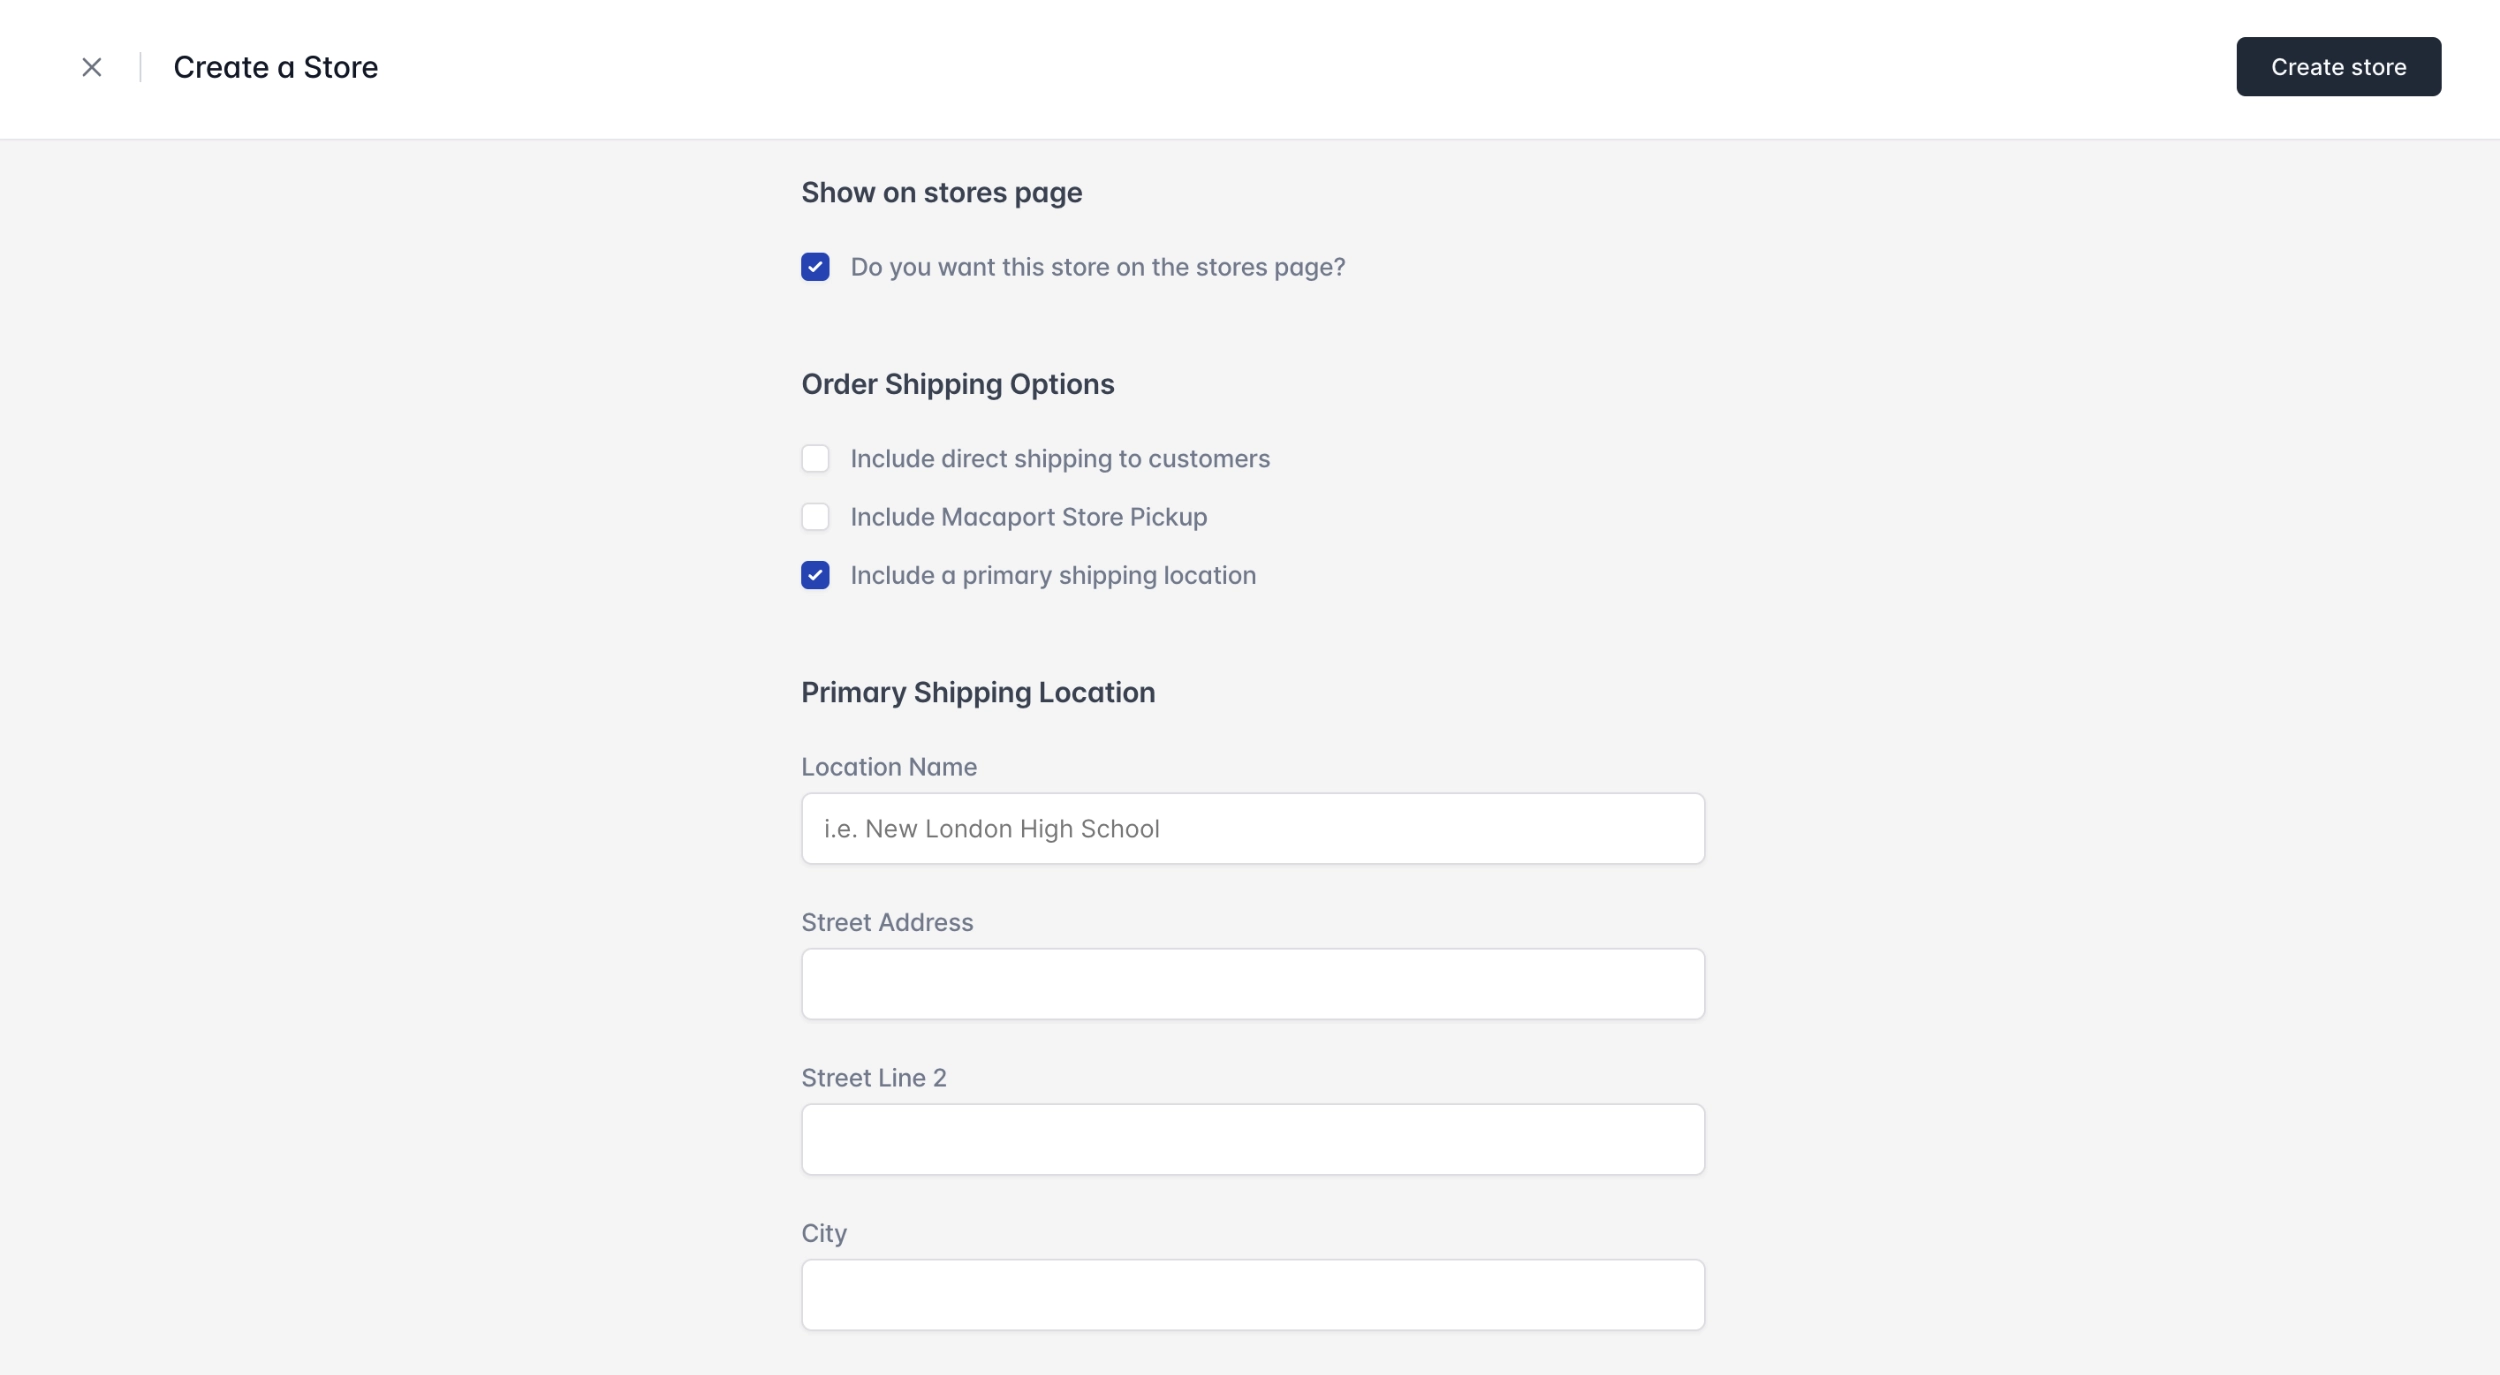 Create a Store
Create store
Show on stores page
Do you want this store on the stores page?
Order Shipping Options
Include direct shipping to customers
Include Macaport Store Pickup
Include a primary shipping location
Primary Shipping Location
Location Name
i.e. New London High School
Street Address
Street Line 2
City